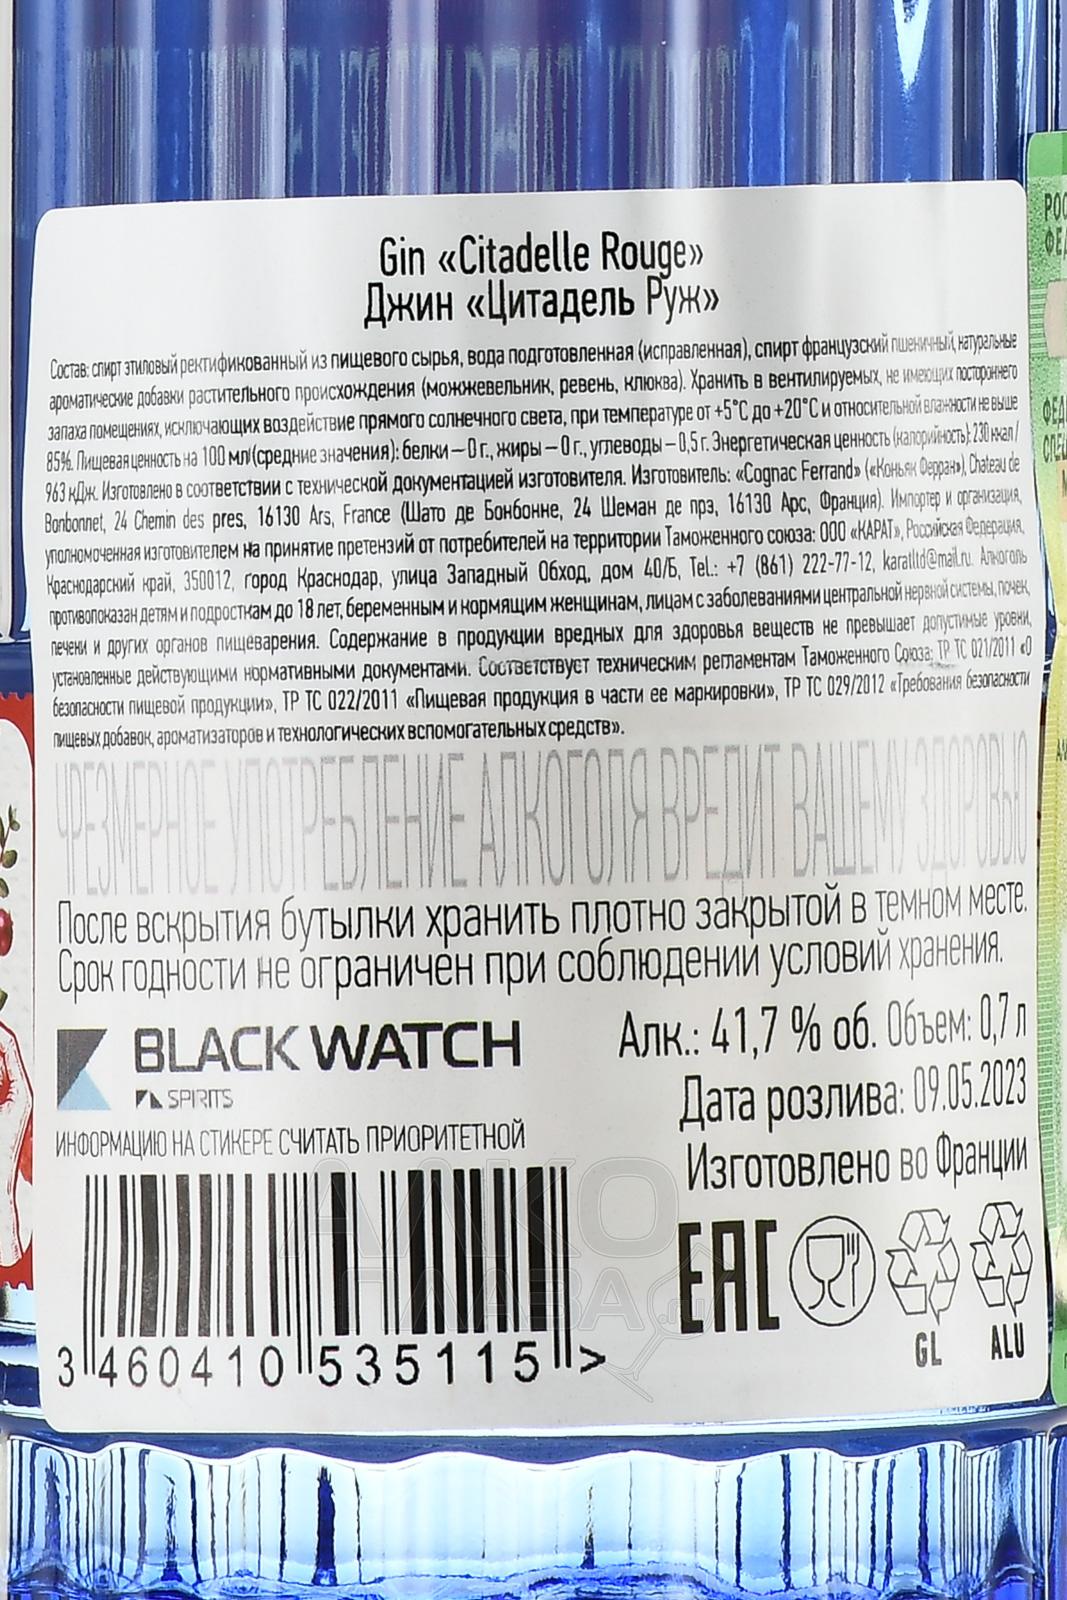 Gin «Citadelle Rouge»
Джин «Цитадель Руж»
Состав: спирт этиловый ректификованный из пищевого сырья, вода подготовленная (исправленная), спирт французский пшеничный, натуральные
ароматические добавки растительного происхождения (можжевельник, ревень, клюква). Хранить в вентилируемых, не имеющих постороннего
запаха помещениях, исключающих воздействие прямого солнечного света, при температуре от +5°С до +20°С и относительной влажности не выше
85%. Пищевая ценность на 100 мл (средние значения): белки – 0 г., жиры – 0 г., углеводы – 0,5 г. Энергетическая ценность (калорийность): 230 ккал /
963 кДж. Изготовлено в соответствии с технической документацией изготовителя. Изготовитель: «Cognac Ferrand» («Коньяк Ферран»), Chateau de
Bonbonnet, 24 Chemin des pres, 16130 Ars, France (Шато де Бонбонне, 24 Шеман де прэ, 16130 Арс, Франция). Импортер и организация,
уполномоченная изготовителем на принятие претензий от потребителей на территории Таможенного союза: ООО «КАРАТ», Российская Федерация,
Краснодарский край, 350012, город Краснодар, улица Западный Обход, дом 40/Б, Tel.: +7 (861) 222-77-12, karatltd@mail.ru. Алкоголь
противопоказан детям и подросткам до 18 лет, беременным и кормящим женщинам, лицам с заболеваниями центральной нервной системы, почек,
печени и других органов пищеварения. Содержание в продукции вредных для здоровья веществ не превышает допустимые уровни,
установленные действующими нормативными документами. Соответствует техническим регламентам Таможенного Союза: ТР ТС 021/2011 «О
безопасности пищевой продукции», ТР ТС 022/2011 «Пищевая продукция в части ее маркировки», ТР ТС 029/2012 «Требования безопасности
пищевых добавок, ароматизаторов и технологических вспомогательных средств».
ЧРЕЗМЕРНОЕ УПОТРЕБЛЕНИЕ АЛКОГОЛЯ ВРЕДИТ ВАШЕМУ ЗДОРОВЬЮ
После вскрытия бутылки хранить плотно закрытой в темном месте.
Срок годности не ограничен при соблюдении условий хранения.
BLACK WATCH
SPIRITS
Алк.: 41,7 % об. Объем: 0,7 л
Дата розлива: 09.05.2023
Изготовлено во Франции
ИНФОРМАЦИЮ НА СТИКЕРЕ СЧИТАТЬ ПРИОРИТЕТНОЙ
3 460410 535115 >
EAC
GL
ALU
АЛКО
ГЛАВА
.ru